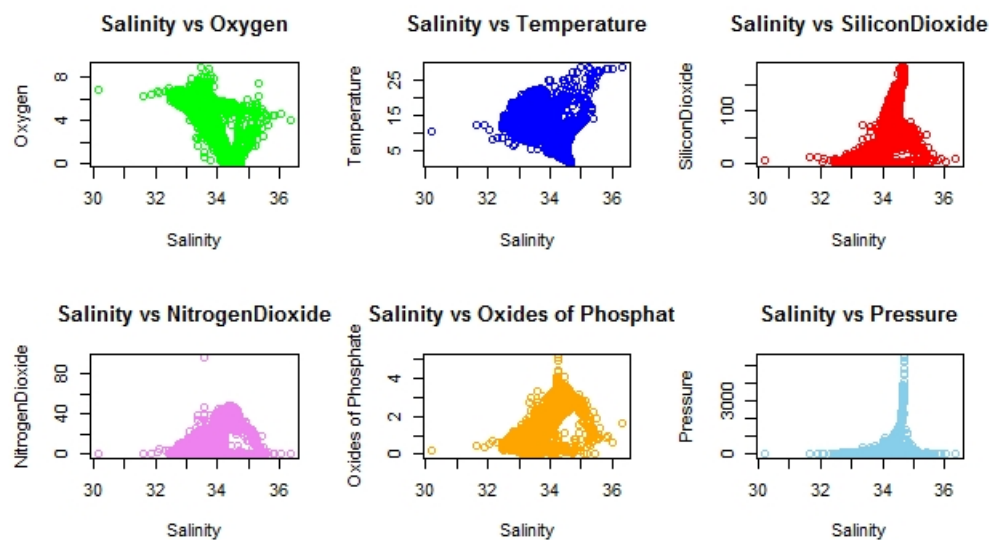 Salinity vs Oxygen
Oxygen
0 4 8
30 32 34 36
Salinity
Salinity vs Temperature
Temperature
5 15 25
30 32 34 36
Salinity
Salinity vs SiliconDioxide
SiliconDioxide
0 100
30 32 34 36
Salinity
Salinity vs NitrogenDioxide
NitrogenDioxide
0 40 80
30 32 34 36
Salinity
Salinity vs Oxides of Phosphat
Oxides of Phosphate
0 2 4
30 32 34 36
Salinity
Salinity vs Pressure
Pressure
0 3000
30 32 34 36
Salinity